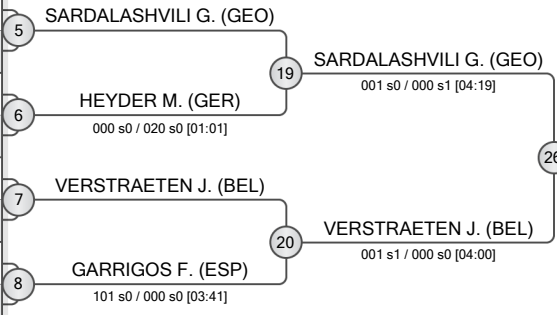 SARDALASHVILI G. (GEO)
5
19
SARDALASHVILI G. (GEO)
001 s0 / 000 s1 [04:19]
HEYDER M. (GER)
6
000 s0 / 020 s0 [01:01]
26
VERSTRAETEN J. (BEL)
7
20
VERSTRAETEN J. (BEL)
001 s1 / 000 s0 [04:00]
GARRIGOS F. (ESP)
8
101 s0 / 000 s0 [03:41]